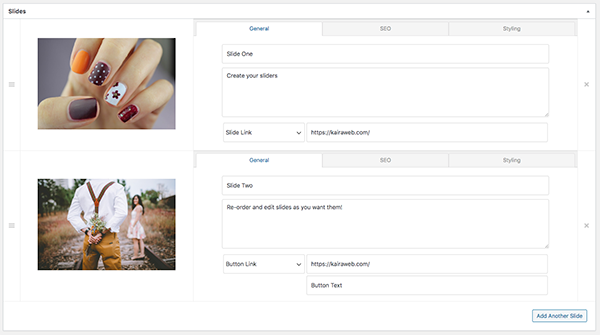 Slides
General SEO Styling
Slide One
Create your sliders
Slide Link https://kairaweb.com/
General SEO Styling
Slide Two
Re-order and edit slides as you want them!
Button Link https://kairaweb.com/
Button Text
Add Another Slide